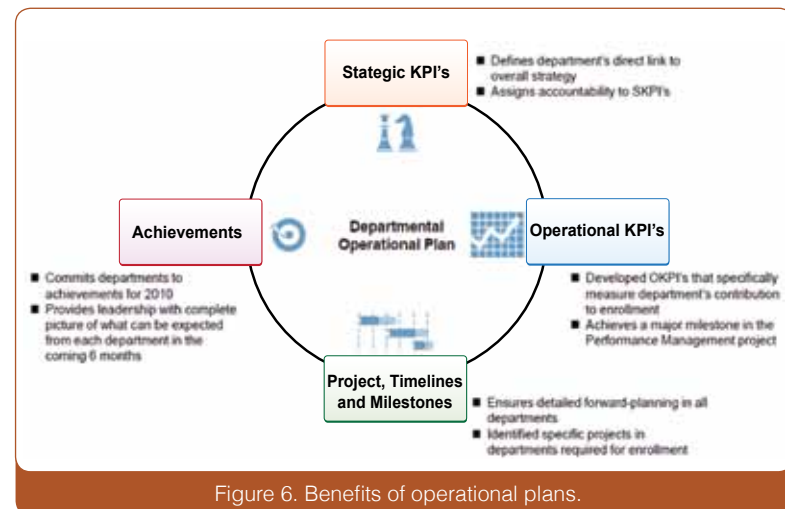 Stategic KPI's
■ Defines department's direct link to
overall strategy
■ Assigns accountability to SKPI's
Achievements
Departmental
Operational Plan
Operational KPI's
■ Commits departments to
achievements for 2010
■ Provides leadership with complete
picture of what can be expected
from each department in the
coming 6 months
■ Developed OKPI's that specifically
measure department's contribution
to enrollment
■ Achieves a major milestone in the
Performance Management project
Project, Timelines
and Milestones
■ Ensures detailed forward-planning in all
departments
■ Identified specific projects in
departments required for enrollment
Figure 6. Benefits of operational plans.